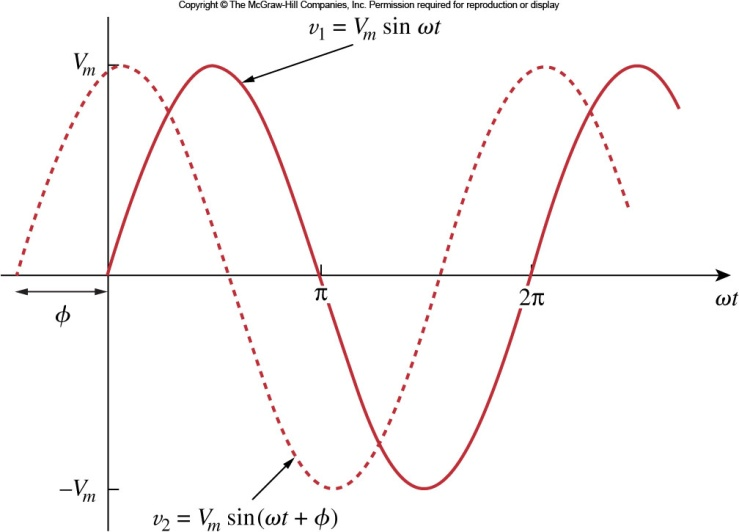 Copyright © The McGraw-Hill Companies, Inc. Permission required for reproduction or display
v₁ = Vₘ sin ωt
Vₘ
π
2π
ωt
ϕ
−Vₘ
v₂ = Vₘ sin(ωt + ϕ)